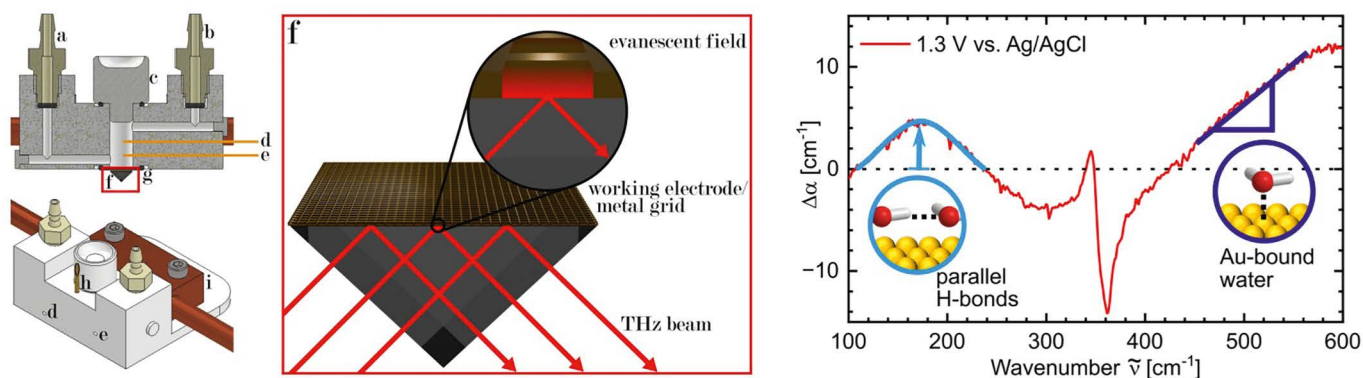 a
b
c
d
e
f
g
h
i
d
e
f
evanescent field
working electrode/
metal grid
THz beam
1.3 V vs. Ag/AgCl
Δα [cm⁻¹]
10
0
−10
parallel
H-bonds
Au-bound
water
100 200 300 400 500 600
Wavenumber ṽ [cm⁻¹]